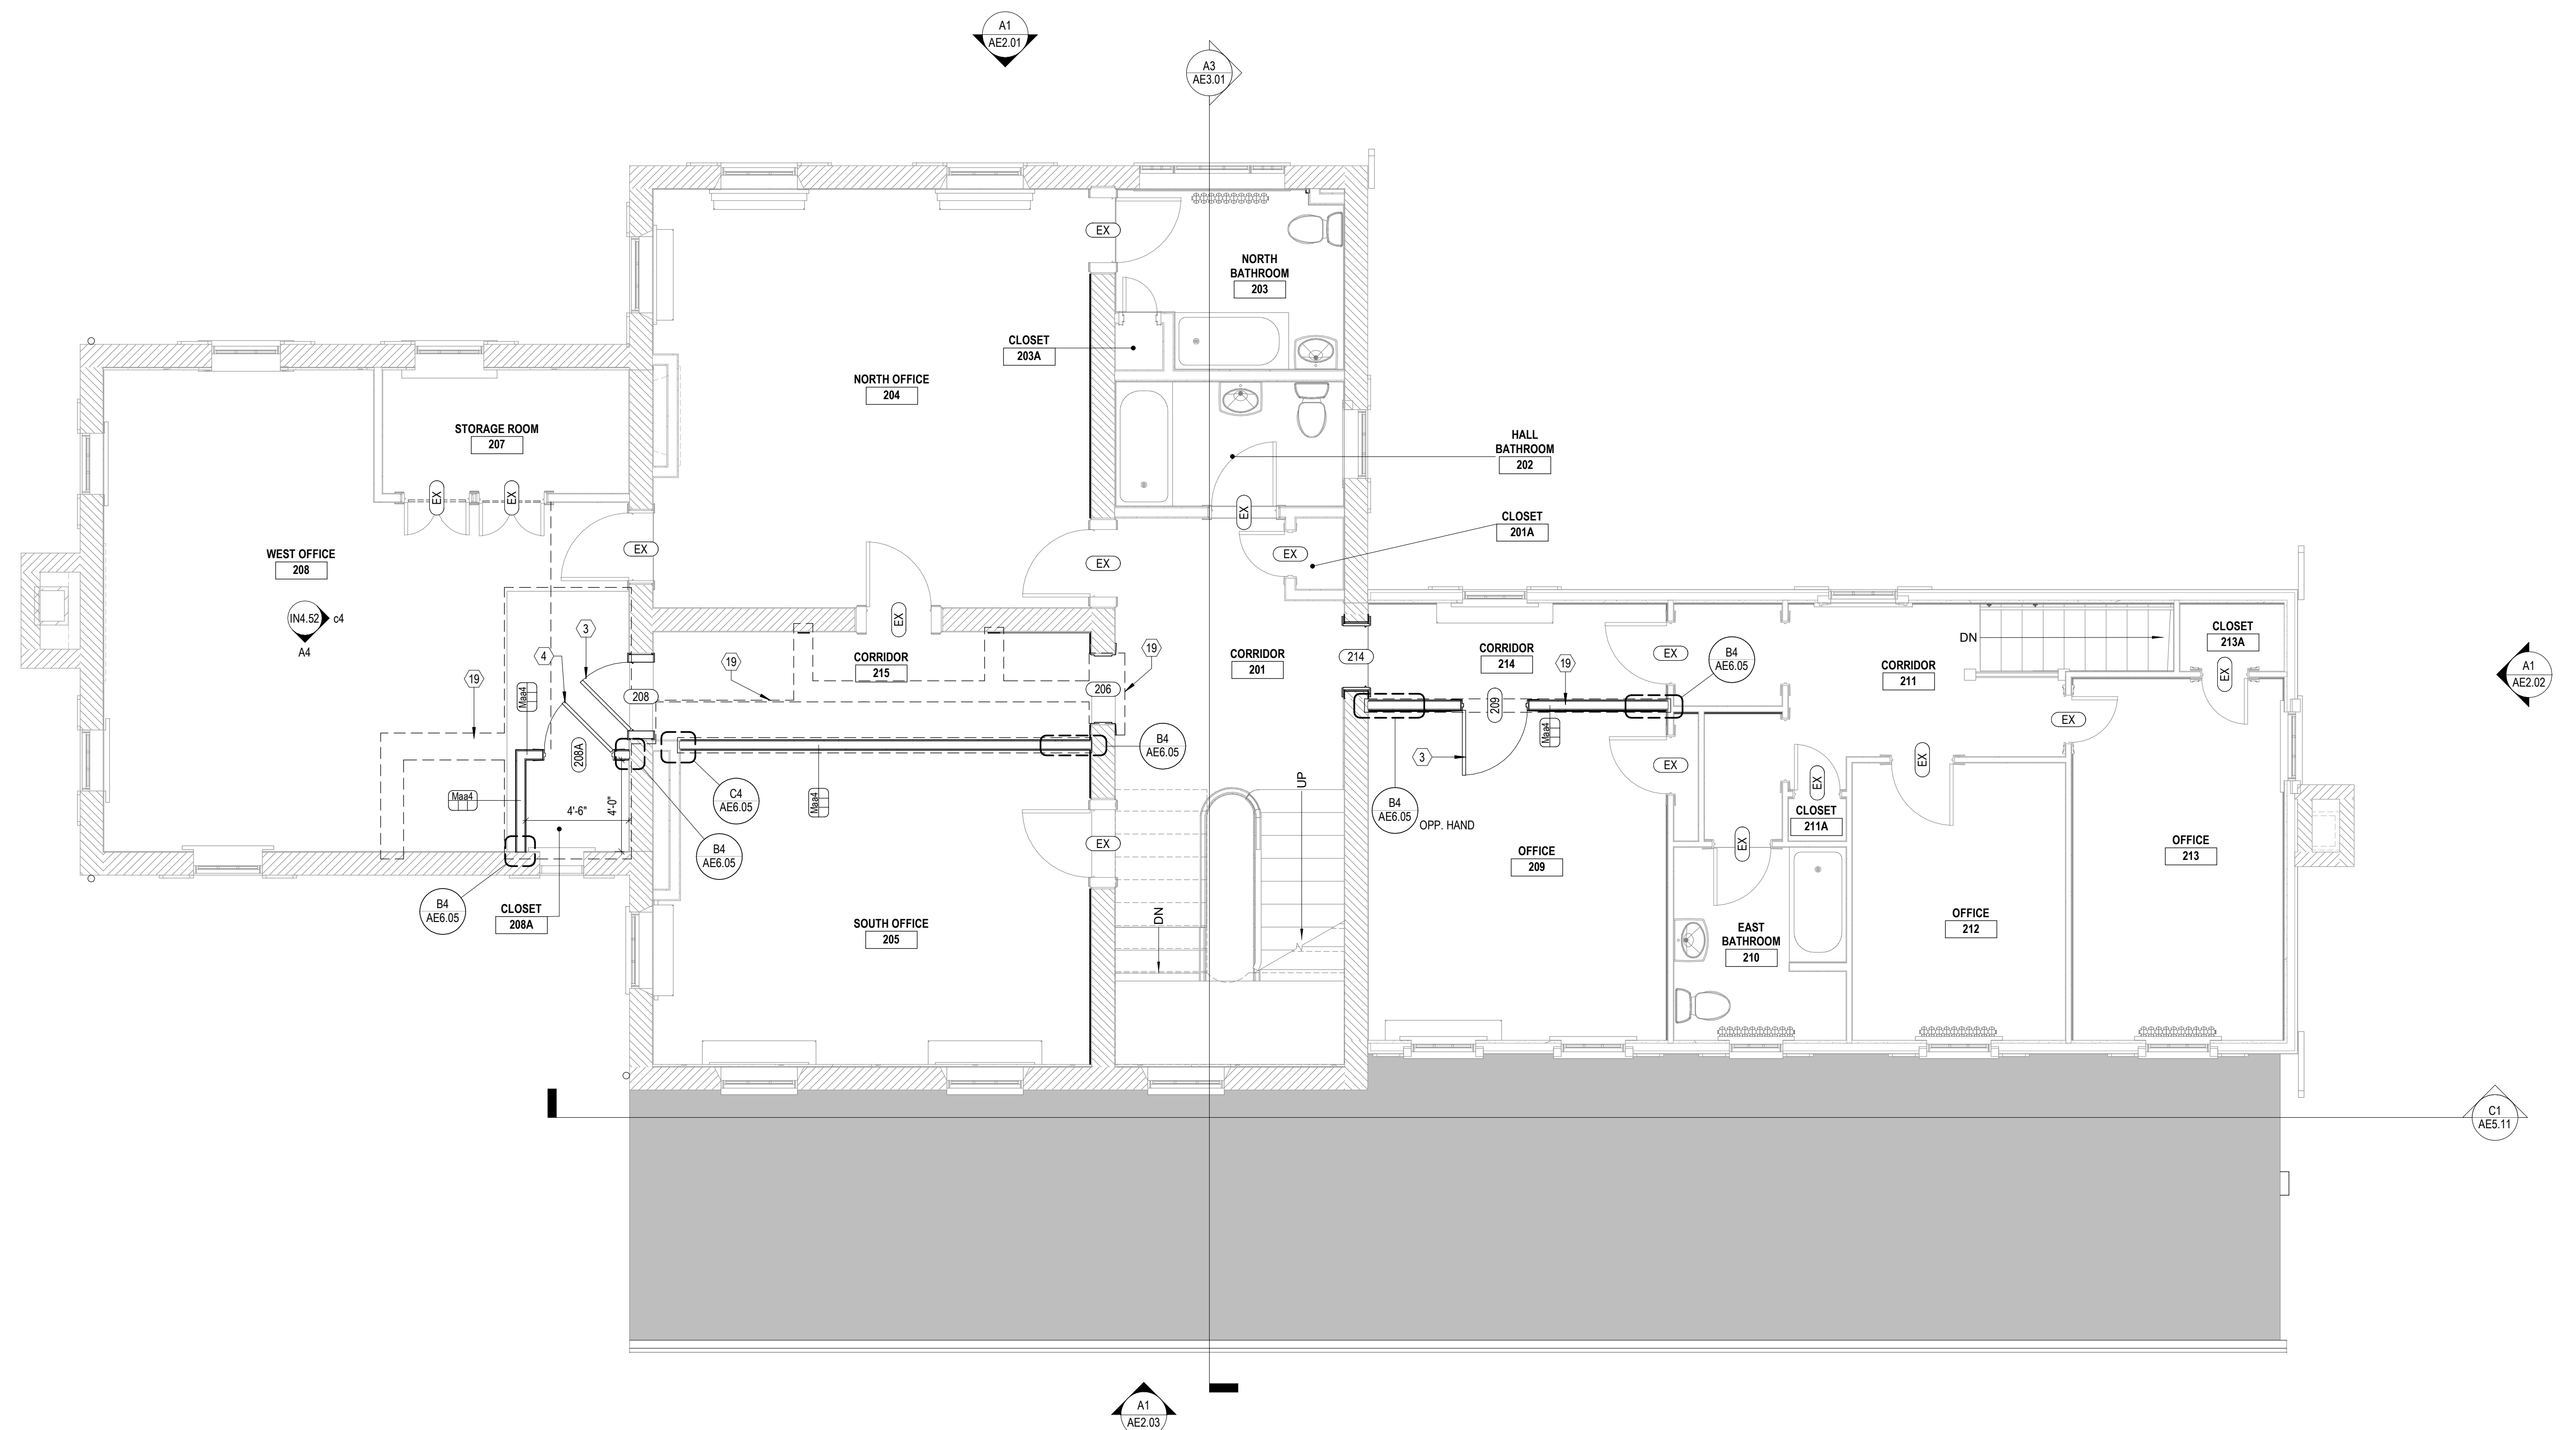 A1
AE2.01
A3
AE3.01
EX
NORTH
BATHROOM
203
CLOSET
203A
NORTH OFFICE
204
STORAGE ROOM
207
HALL
BATHROOM
202
EX
EX
EX
CLOSET
201A
EX
EX
EX
WEST OFFICE
208
IN4.52
c4
A4
3
4
EX
19
CORRIDOR
215
19
CORRIDOR
201
214
CORRIDOR
214
19
EX
B4
AE6.05
CORRIDOR
211
DN
CLOSET
213A
EX
A1
AE2.02
19
Maa4
208
206
209
Maa4
EX
208A
B4
AE6.05
3
EX
EX
EX
Maa4
4'-6"
4'-0"
C4
AE6.05
Maa4
UP
B4
AE6.05
OPP. HAND
CLOSET
211A
EX
EX
OFFICE
213
B4
AE6.05
OFFICE
209
B4
AE6.05
CLOSET
208A
SOUTH OFFICE
205
DN
EAST
BATHROOM
210
OFFICE
212
C1
AE5.11
A1
AE2.03